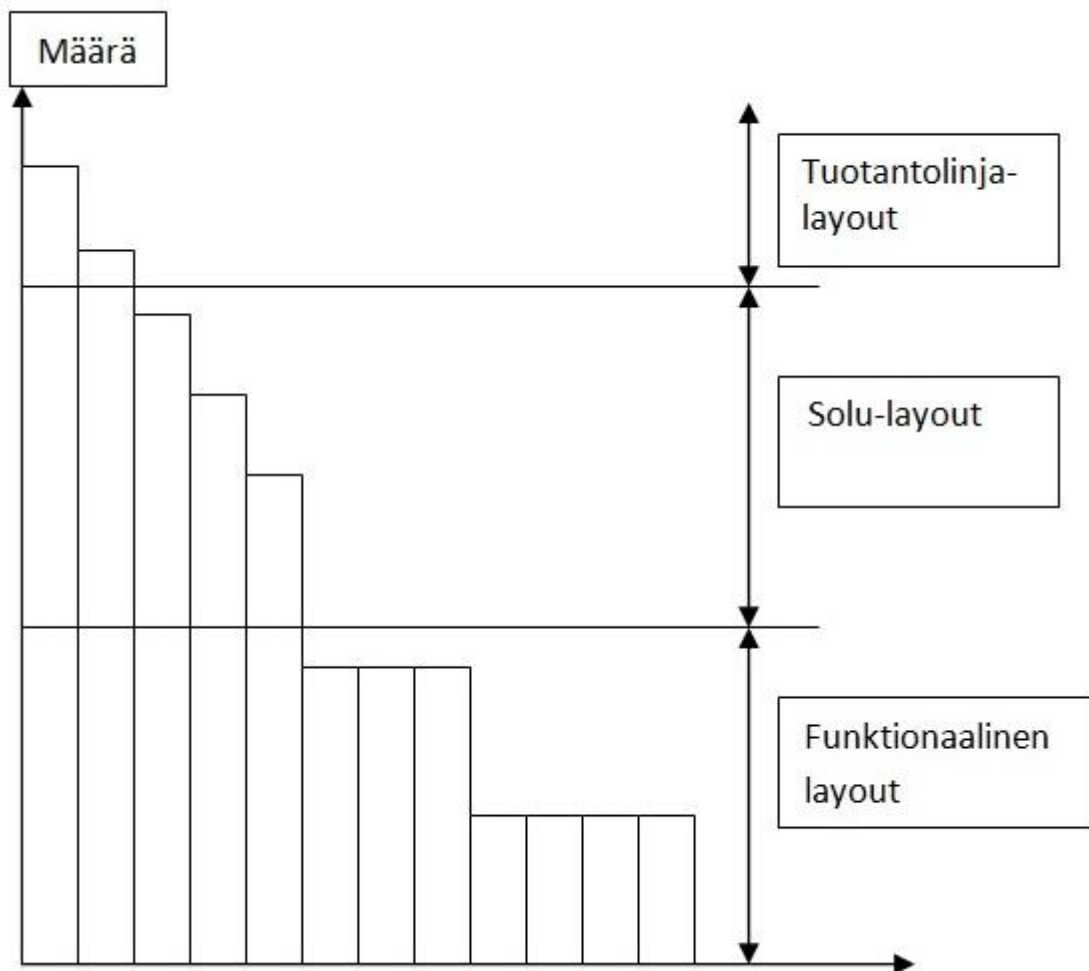 Määrä
Tuotantolinja-
layout
Solu-layout
Funktionaalinen
layout